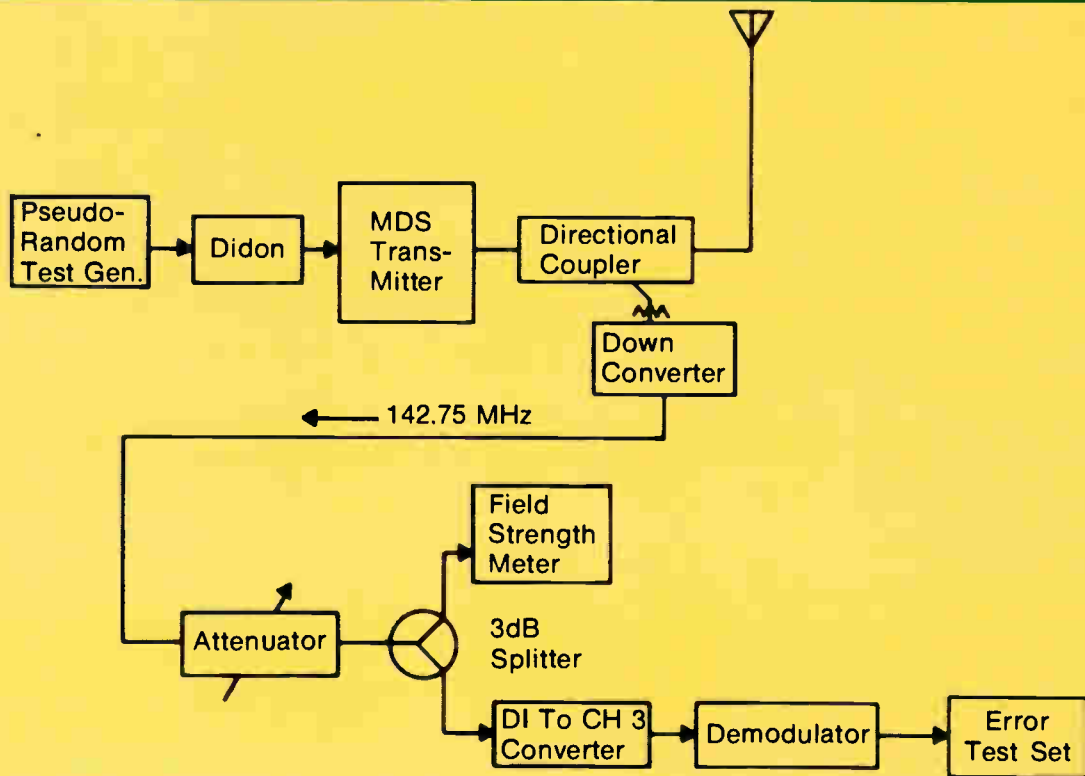 Pseudo-
Random
Test Gen.
Didon
MDS
Trans-
Mitter
Directional
Coupler
Down
Converter
142.75 MHz
Field
Strength
Meter
Attenuator
3dB
Splitter
DI To CH 3
Converter
Demodulator
Error
Test Set